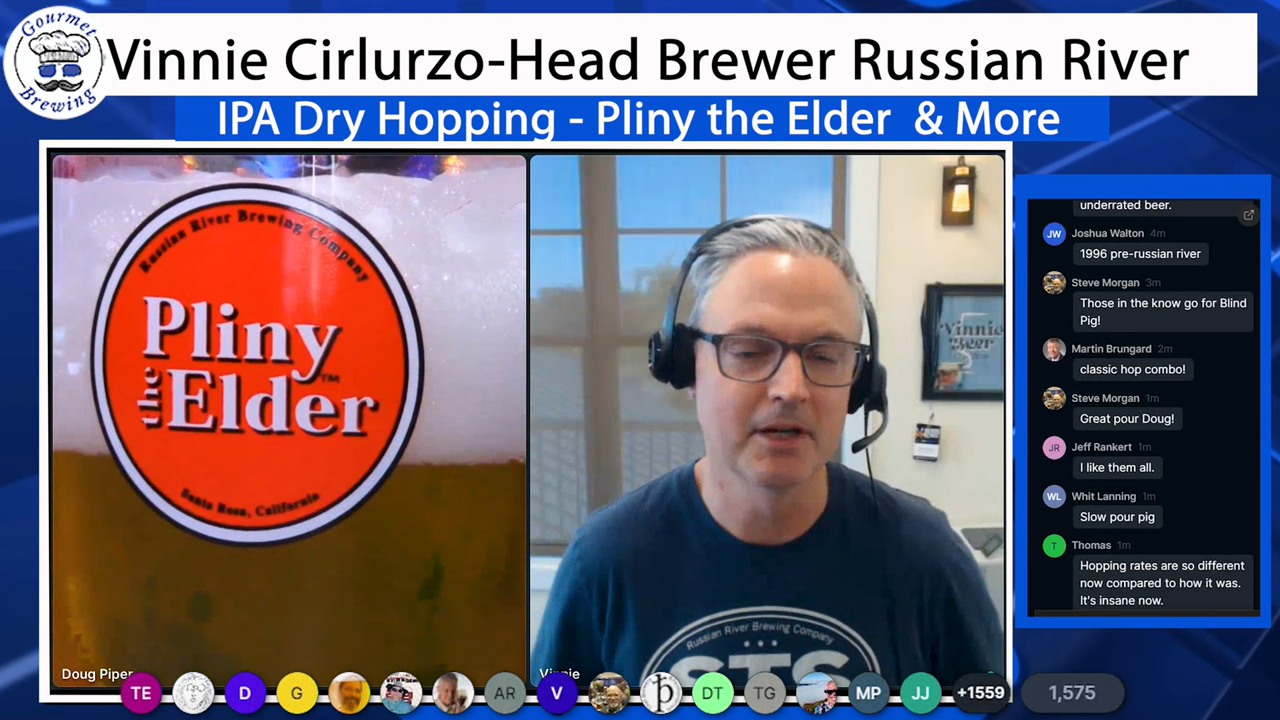 Gourmet
Brewing
Vinnie Cirlurzo-Head Brewer Russian River
IPA Dry Hopping - Pliny the Elder & More
Russian River Brewing Company
Pliny
the Elder™
Santa Rosa, California
Doug Piper
Vinnie
Beer
Russian River Brewing Company
STS
Vinnie
underrated beer.
JW Joshua Walton 4m
1996 pre-russian river
Steve Morgan 3m
Those in the know go for Blind
Pig!
Martin Brungard 2m
classic hop combo!
Steve Morgan 1m
Great pour Doug!
JR Jeff Rankert 1m
I like them all.
WL Whit Lanning 1m
Slow pour pig
T Thomas 1m
Hopping rates are so different
now compared to how it was.
It's insane now.
TE D G AR V DT TG MP JJ +1559 1,575